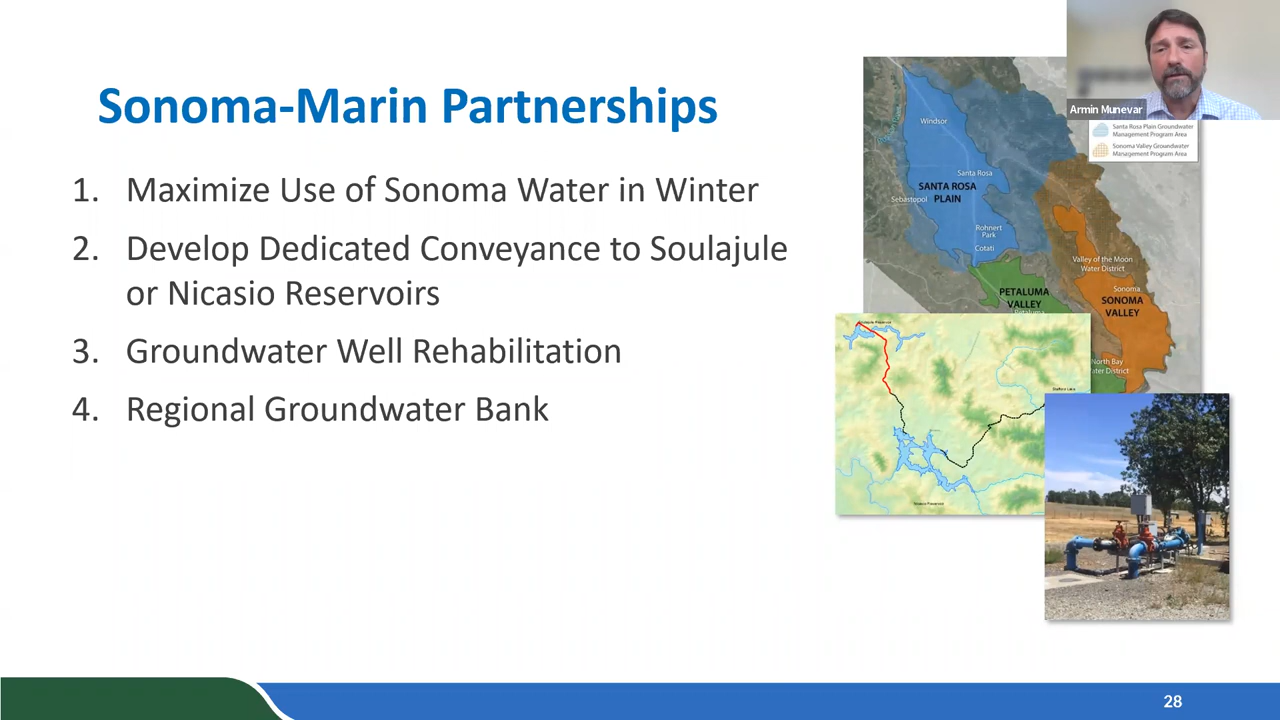 Sonoma-Marin Partnerships
1. Maximize Use of Sonoma Water in Winter
2. Develop Dedicated Conveyance to Soulajule
or Nicasio Reservoirs
3. Groundwater Well Rehabilitation
4. Regional Groundwater Bank
Armin Munevar
Santa Rosa Plain Groundwater
Management Program Area
Sonoma Valley Groundwater
Management Program Area
Windsor
Santa Rosa
SANTA ROSA
PLAIN
Sebastopol
Rohnert
Park
Cotati
Valley of the Moon
Water District
PETALUMA
VALLEY
Petaluma
Sonoma
SONOMA
VALLEY
North Bay
Water District
Nicasio Reservoir
28